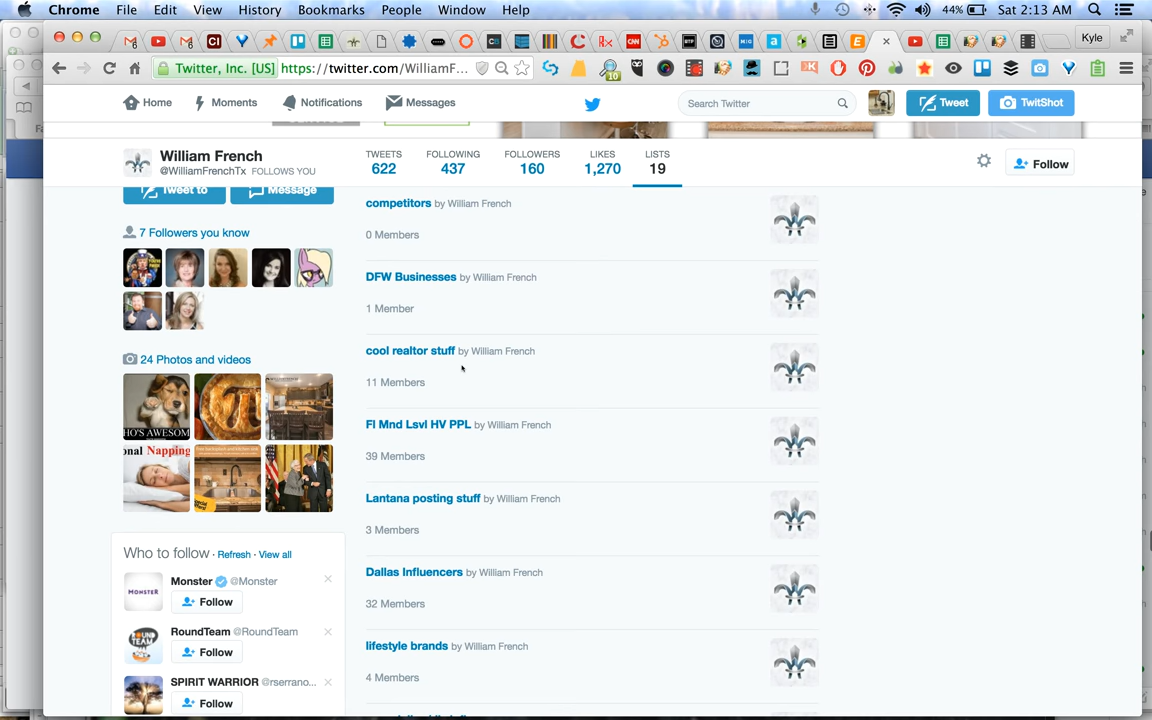 Chrome File Edit View History Bookmarks People Window Help 44% Sat 2:13 AM
Kyle
Twitter, Inc. [US] https://twitter.com/WilliamF...
Home Moments Notifications Messages Search Twitter Tweet TwitShot
William French
@WilliamFrenchTx FOLLOWS YOU
TWEETS FOLLOWING FOLLOWERS LIKES LISTS
622 437 160 1,270 19
Follow
Tweet to Message
7 Followers you know
24 Photos and videos
HO'S AWESOM
onal Napping
Who to follow · Refresh · View all
Monster @Monster
Follow
RoundTeam @RoundTeam
Follow
SPIRIT WARRIOR @rserrano...
Follow
competitors by William French
0 Members
DFW Businesses by William French
1 Member
cool realtor stuff by William French
11 Members
Fl Mnd Lsvl HV PPL by William French
39 Members
Lantana posting stuff by William French
3 Members
Dallas Influencers by William French
32 Members
lifestyle brands by William French
4 Members